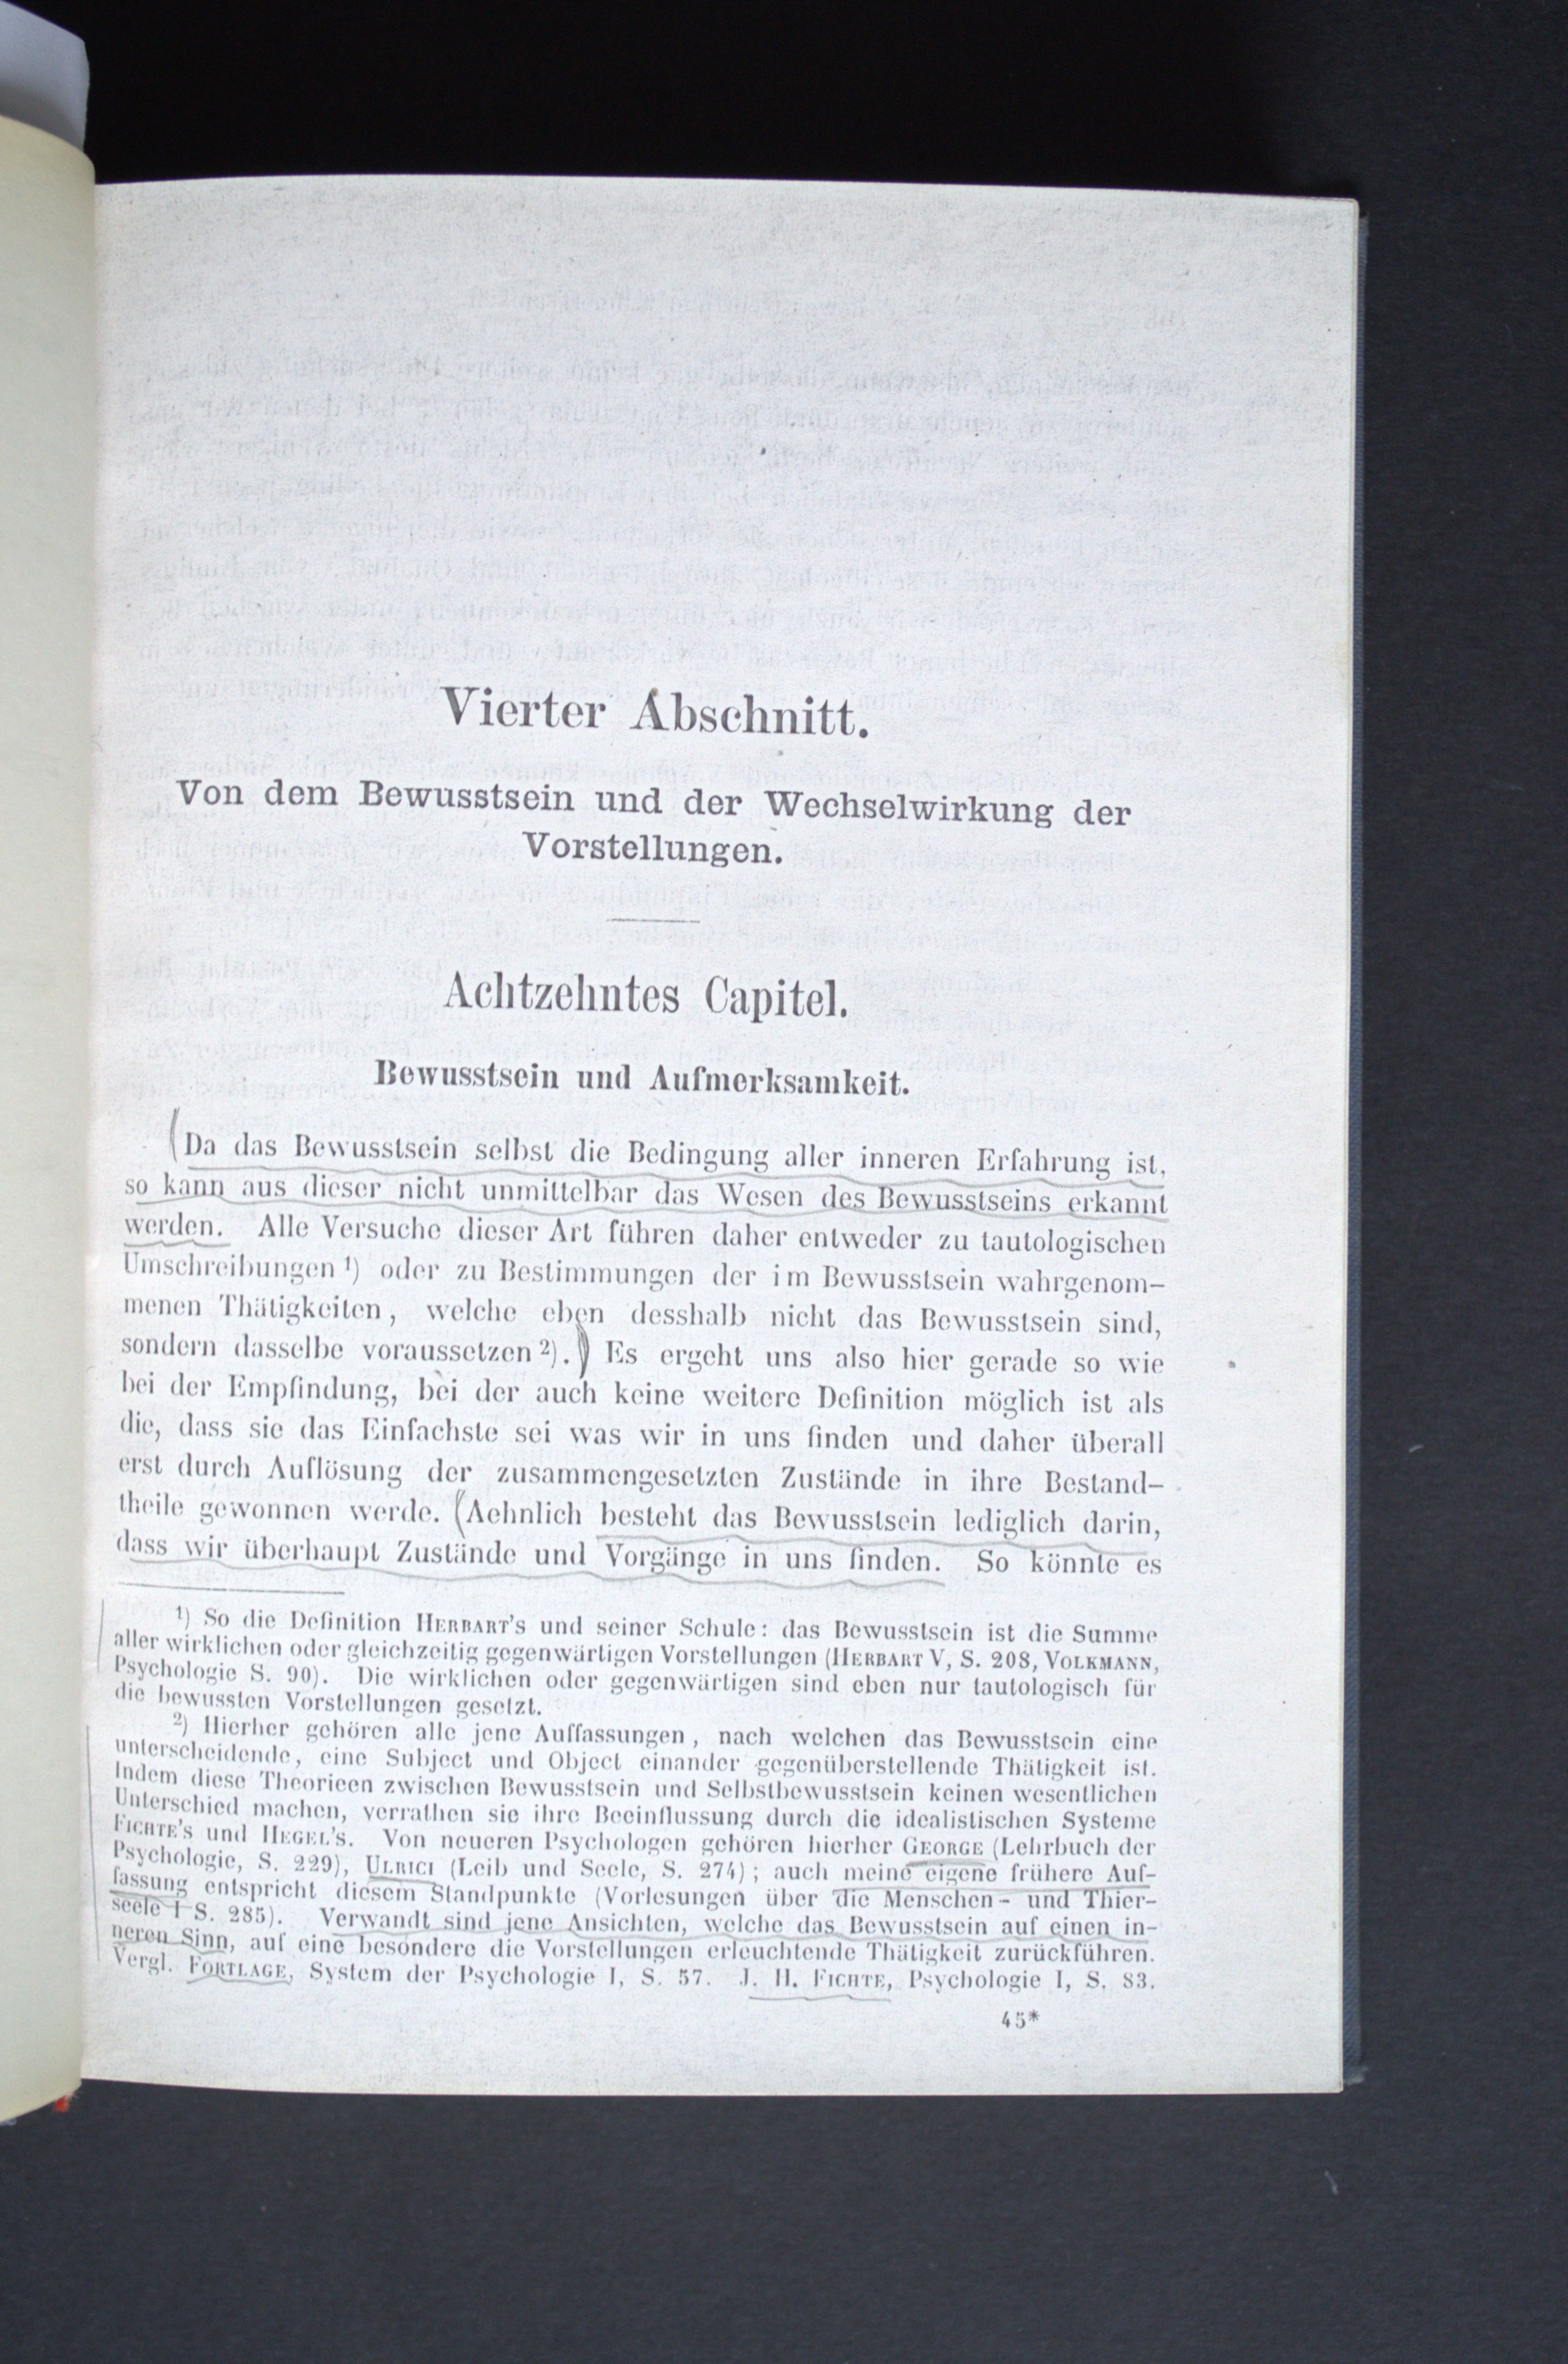 Vierter Abschnitt.
Von dem Bewusstsein und der Wechselwirkung der
Vorstellungen.
Achtzehntes Capitel.
Bewusstsein und Aufmerksamkeit.
(Da das Bewusstsein selbst die Bedingung aller inneren Erfahrung ist,
so kann aus dieser nicht unmittelbar das Wesen des Bewusstseins erkannt
werden. Alle Versuche dieser Art führen daher entweder zu tautologischen
Umschreibungen 1) oder zu Bestimmungen der im Bewusstsein wahrgenom-
menen Thätigkeiten, welche eben desshalb nicht das Bewusstsein sind,
sondern dasselbe voraussetzen 2).) Es ergeht uns also hier gerade so wie
bei der Empfindung, bei der auch keine weitere Definition möglich ist als
die, dass sie das Einfachste sei was wir in uns finden und daher überall
erst durch Auflösung der zusammengesetzten Zustände in ihre Bestand-
theile gewonnen werde. (Aehnlich besteht das Bewusstsein lediglich darin,
dass wir überhaupt Zustände und Vorgänge in uns finden. So könnte es
1) So die Definition HERBART'S und seiner Schule: das Bewusstsein ist die Summe
aller wirklichen oder gleichzeitig gegenwärtigen Vorstellungen (HERBART V, S. 208, VOLKMANN,
Psychologie S. 90). Die wirklichen oder gegenwärtigen sind eben nur tautologisch für
die bewussten Vorstellungen gesetzt.
2) Hierher gehören alle jene Auffassungen, nach welchen das Bewusstsein eine
unterscheidende, eine Subject und Object einander gegenüberstellende Thätigkeit ist.
Indem diese Theorieen zwischen Bewusstsein und Selbstbewusstsein keinen wesentlichen
Unterschied machen, verrathen sie ihre Beeinflussung durch die idealistischen Systeme
FICHTE'S und HEGEL'S. Von neueren Psychologen gehören hierher GEORGE (Lehrbuch der
Psychologie, S. 229), ULRICI (Leib und Seele, S. 274); auch meine eigene frühere Auf-
fassung entspricht diesem Standpunkte (Vorlesungen über die Menschen- und Thier-
seele I S. 285). Verwandt sind jene Ansichten, welche das Bewusstsein auf einen in-
neren Sinn, auf eine besondere die Vorstellungen erleuchtende Thätigkeit zurückführen.
Vergl. FORTLAGE, System der Psychologie I, S. 57. J. H. FICHTE, Psychologie I, S. 83.
45*